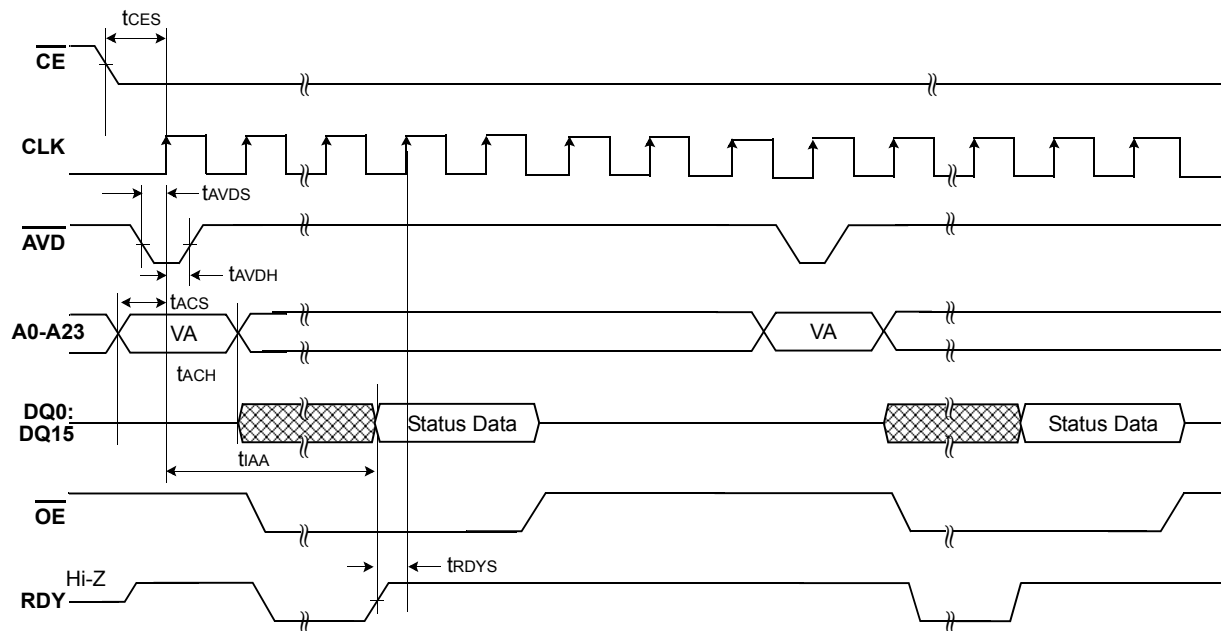 tCES
CE
CLK
tAVDS
AVD
tAVDH
tACS
A0-A23
VA
VA
tACH
DQ0:
DQ15
Status Data
Status Data
tIAA
OE
tRDYS
Hi-Z
RDY